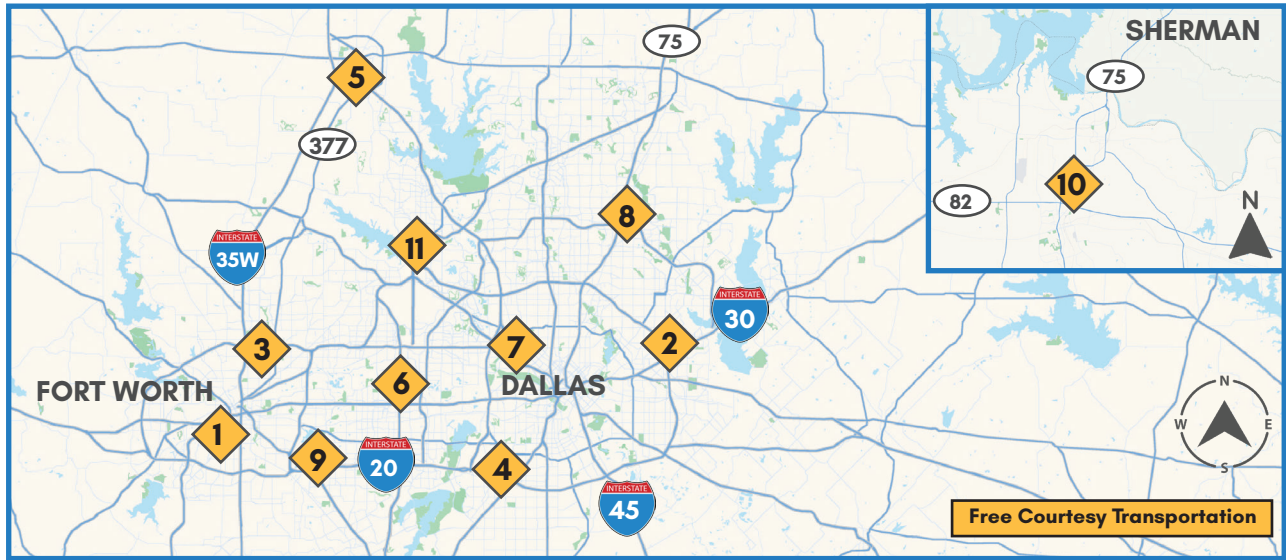 75
SHERMAN
5
75
377
10
82
N
8
11
INTERSTATE
35W
INTERSTATE
30
3
7
2
FORT WORTH
6
DALLAS
N
W
E
S
1
9
INTERSTATE
20
4
INTERSTATE
45
Free Courtesy Transportation